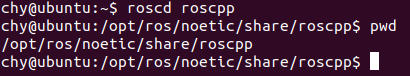 chy@ubuntu:~$ roscd roscpp
chy@ubuntu:/opt/ros/noetic/share/roscpp$ pwd
/opt/ros/noetic/share/roscpp
chy@ubuntu:/opt/ros/noetic/share/roscpp$